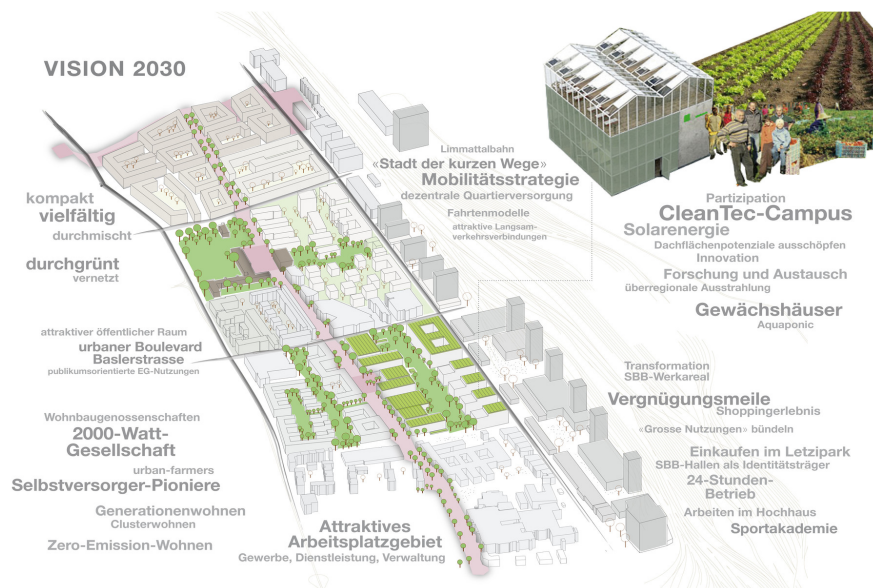 VISION 2030
Limmattalbahn
«Stadt der kurzen Wege»
Mobilitätsstrategie
dezentrale Quartierversorgung
Fahrtenmodelle
attraktive Langsam-
verkehrsverbindungen
kompakt
vielfältig
durchmischt
durchgrünt
vernetzt
Partizipation
CleanTec-Campus
Solarenergie
Dachflächenpotenziale ausschöpfen
Innovation
Forschung und Austausch
überregionale Ausstrahlung
Gewächshäuser
Aquaponic
attraktiver öffentlicher Raum
urbaner Boulevard
Baslerstrasse
publikumsorientierte EG-Nutzungen
Transformation
SBB-Werkareal
Vergnügungsmeile
Shoppingerlebnis
«Grosse Nutzungen» bündeln
Einkaufen im Letzipark
SBB-Hallen als Identitätsträger
24-Stunden-
Betrieb
Arbeiten im Hochhaus
Sportakademie
Wohnbaugenossenschaften
2000-Watt-
Gesellschaft
urban-farmers
Selbstversorger-Pioniere
Generationenwohnen
Clusterwohnen
Zero-Emission-Wohnen
Attraktives
Arbeitsplatzgebiet
Gewerbe, Dienstleistung, Verwaltung